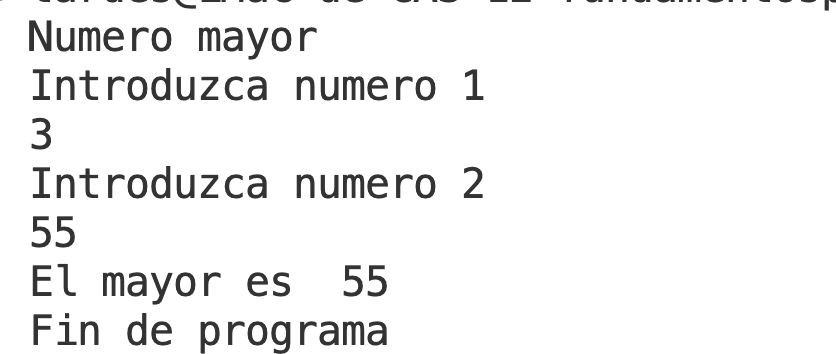 Numero mayor
Introduzca numero 1
3
Introduzca numero 2
55
El mayor es  55
Fin de programa